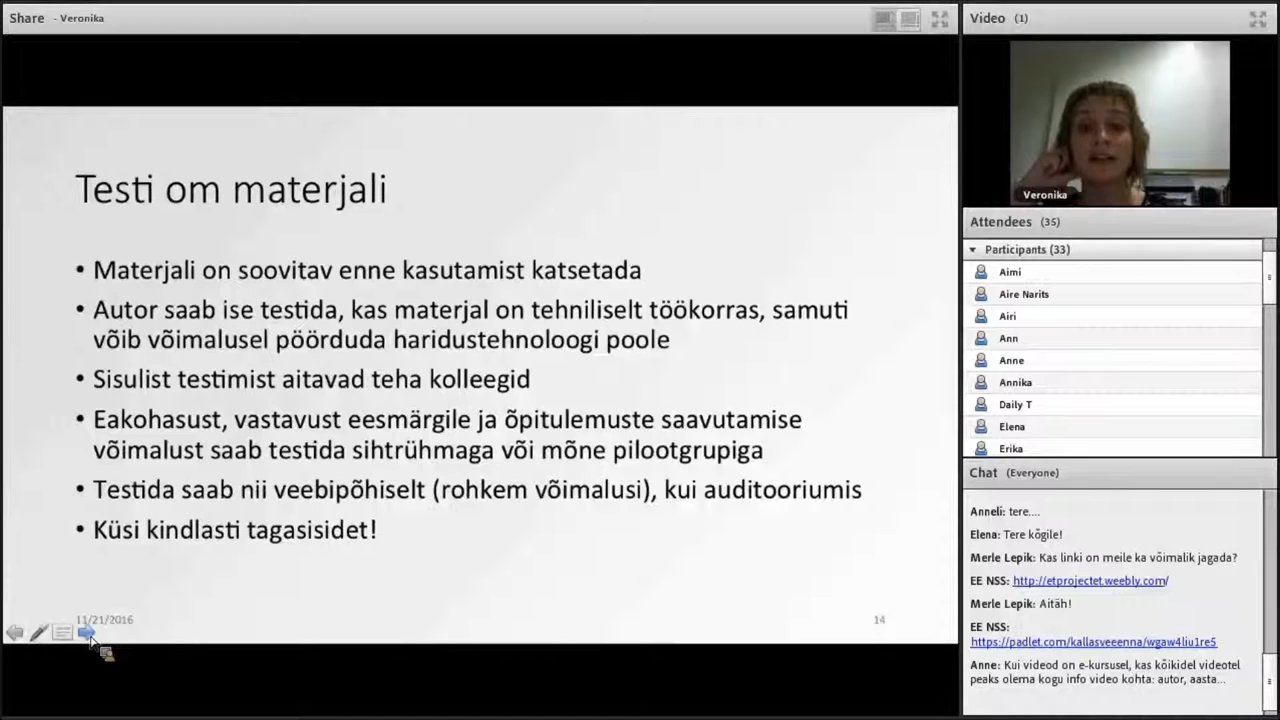 Share - Veronika
Testi om materjali
• Materjali on soovitav enne kasutamist katsetada
• Autor saab ise testida, kas materjal on tehniliselt töökorras, samuti
võib võimalusel pöörduda haridustehnoloogi poole
• Sisulist testimist aitavad teha kolleegid
• Eakohasust, vastavust eesmärgile ja õpitulemuste saavutamise
võimalust saab testida sihtrühmaga või mõne pilootgrupiga
• Testida saab nii veebipõhiselt (rohkem võimalusi), kui auditooriumis
• Küsi kindlasti tagasisidet!
11/21/2016
14
Video (1)
Veronika
Attendees (35)
Participants (33)
Aimi
Aire Narits
Airi
Ann
Anne
Annika
Daily T
Elena
Erika
Chat (Everyone)
Anneli: tere....
Elena: Tere kõgile!
Merle Lepik: Kas linki on meile ka võimalik jagada?
EE NSS: http://etprojectet.weebly.com/
Merle Lepik: Aitäh!
EE NSS:
https://padlet.com/kallasveeenna/wgaw4liu1re5
Anne: Kui videod on e-kursusel, kas kõikidel videotel
peaks olema kogu info video kohta: autor, aasta...